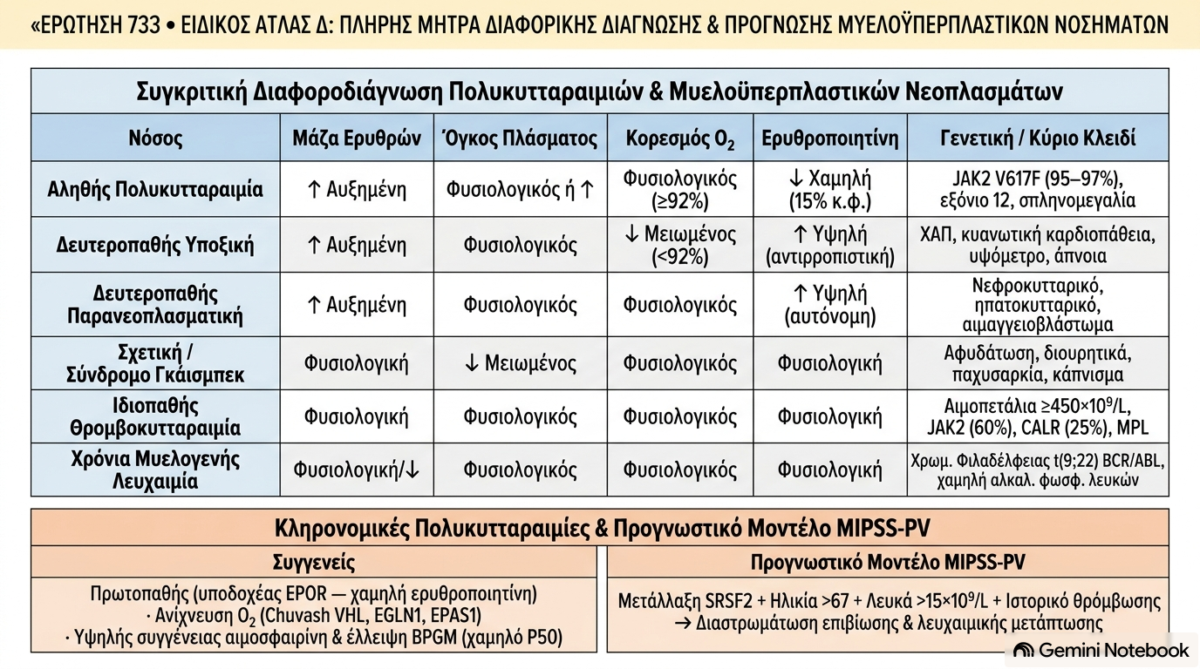 «ΕΡΩΤΗΣΗ 733 • ΕΙΔΙΚΟΣ ΑΤΛΑΣ Δ: ΠΛΗΡΗΣ ΜΗΤΡΑ ΔΙΑΦΟΡΙΚΗΣ ΔΙΑΓΝΩΣΗΣ & ΠΡΟΓΝΩΣΗΣ ΜΥΕΛΟΫΠΕΡΠΛΑΣΤΙΚΩΝ ΝΟΣΗΜΑΤΩΝ
Συγκριτική Διαφοροδιάγνωση Πολυκυτταραιμιών & Μυελοϋπερπλαστικών Νεοπλασμάτων
Νόσος Μάζα Ερυθρών Όγκος Πλάσματος Κορεσμός O₂ Ερυθροποιητίνη Γενετική / Κύριο Κλειδί
Αληθής Πολυκυτταραιμία
↑ Αυξημένη
Φυσιολογικός ή ↑
Φυσιολογικός
(≥92%)
↓ Χαμηλή
(15% κ.φ.)
JAK2 V617F (95–97%),
εξόνιο 12, σπληνομεγαλία
Δευτεροπαθής Υποξική
↑ Αυξημένη
Φυσιολογικός
↓ Μειωμένος
(<92%)
↑ Υψηλή
(αντιρροπιστική)
ΧΑΠ, κυανωτική καρδιοπάθεια,
υψόμετρο, άπνοια
Δευτεροπαθής
Παρανεοπλασματική
↑ Αυξημένη
Φυσιολογικός
Φυσιολογικός
↑ Υψηλή
(αυτόνομη)
Νεφροκυτταρικό,
ηπατοκυτταρικό,
αιμαγγειοβλάστωμα
Σχετική /
Σύνδρομο Γκάισμπεκ
Φυσιολογική
↓ Μειωμένος
Φυσιολογικός
Φυσιολογική
Αφυδάτωση, διουρητικά,
παχυσαρκία, κάπνισμα
Ιδιοπαθής
Θρομβοκυτταραιμία
Φυσιολογική
Φυσιολογικός
Φυσιολογικός
Φυσιολογική
Αιμοπετάλια ≥450×10⁹/L,
JAK2 (60%), CALR (25%), MPL
Χρόνια Μυελογενής
Λευχαιμία
Φυσιολογική/↓
Φυσιολογικός
Φυσιολογικός
Φυσιολογική
Χρωμ. Φιλαδέλφειας t(9;22) BCR/ABL,
χαμηλή αλκαλ. φωσφ. λευκών
Κληρονομικές Πολυκυτταραιμίες & Προγνωστικό Μοντέλο MIPSS-PV
Συγγενείς
Πρωτοπαθής (υποδοχέας EPOR — χαμηλή ερυθροποιητίνη)
· Ανίχνευση O₂ (Chuvash VHL, EGLN1, EPAS1)
· Υψηλής συγγένειας αιμοσφαιρίνη & έλλειψη BPGM (χαμηλό P50)
Προγνωστικό Μοντέλο MIPSS-PV
Μετάλλαξη SRSF2 + Ηλικία >67 + Λευκά >15×10⁹/L + Ιστορικό θρόμβωσης
→ Διαστρωμάτωση επιβίωσης & λευχαιμικής μετάπτωσης
Gemini Notebook